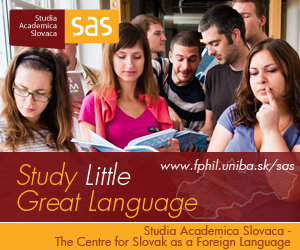 Studia
Academica
Slovaca
sas
www.fphil.uniba.sk/sas
Study Little
Great Language
Studia Academica Slovaca -
The Centre for Slovak as a Foreign Language